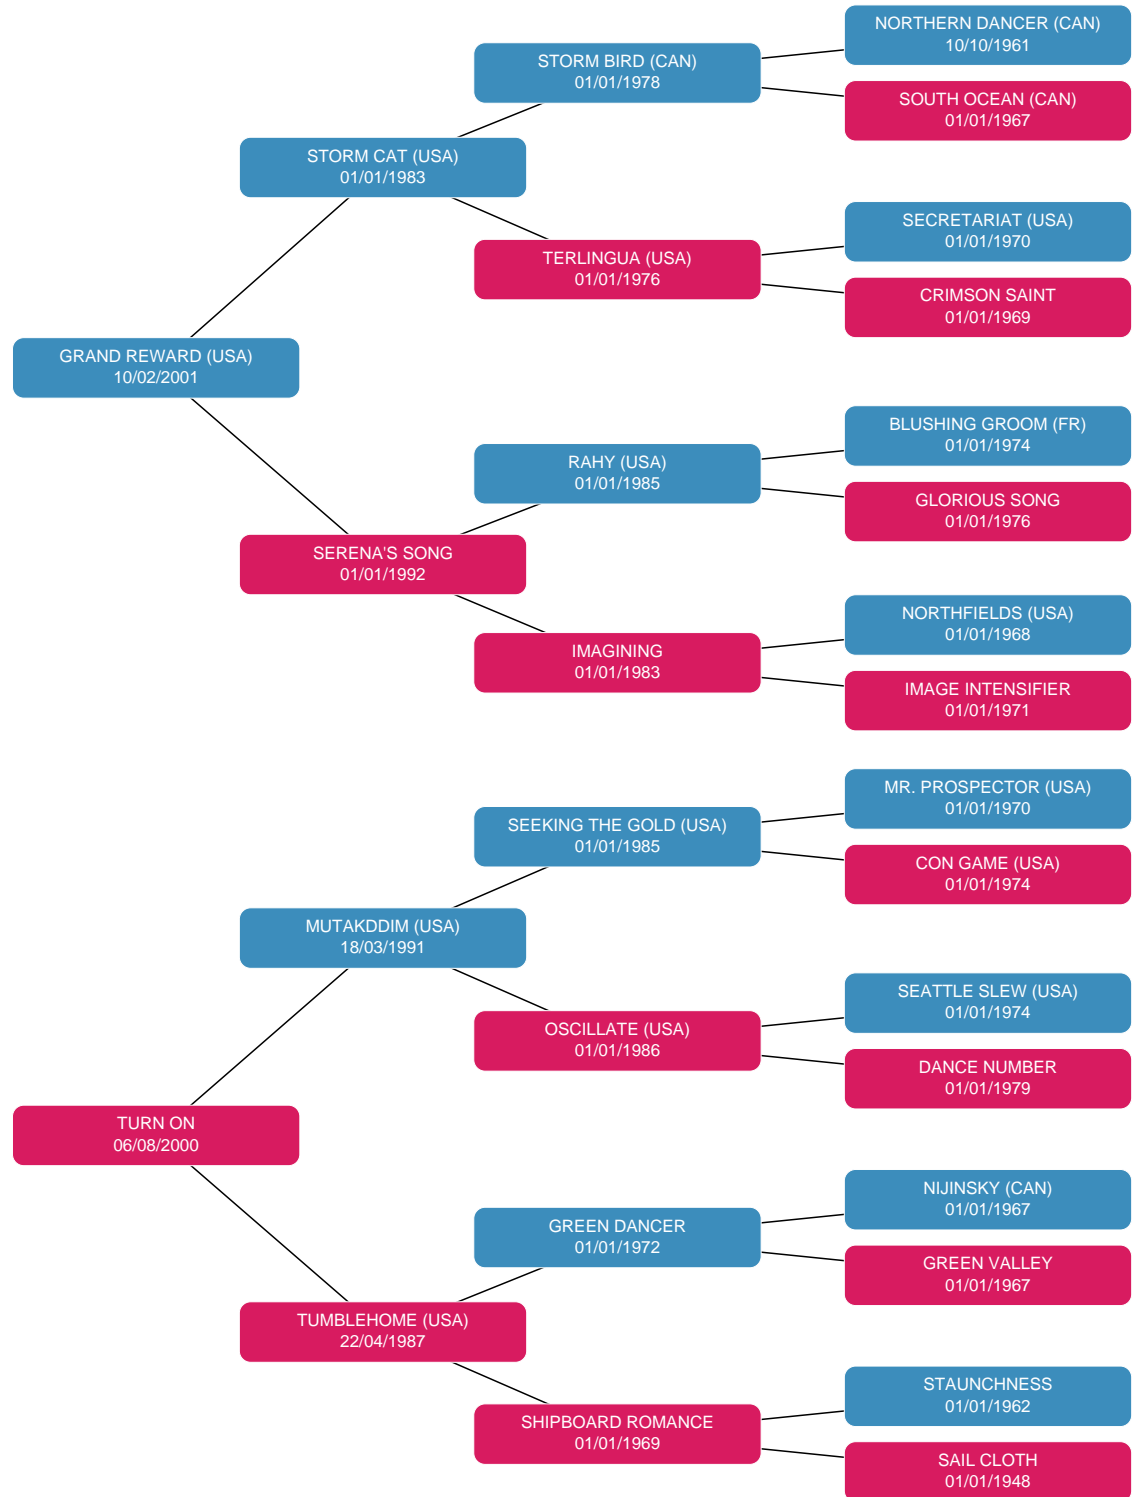 NORTHERN DANCER (CAN)
10/10/1961
STORM BIRD (CAN)
01/01/1978
SOUTH OCEAN (CAN)
01/01/1967
STORM CAT (USA)
01/01/1983
SECRETARIAT (USA)
01/01/1970
TERLINGUA (USA)
01/01/1976
CRIMSON SAINT
01/01/1969
GRAND REWARD (USA)
10/02/2001
BLUSHING GROOM (FR)
01/01/1974
RAHY (USA)
01/01/1985
GLORIOUS SONG
01/01/1976
SERENA'S SONG
01/01/1992
NORTHFIELDS (USA)
01/01/1968
IMAGINING
01/01/1983
IMAGE INTENSIFIER
01/01/1971
MR. PROSPECTOR (USA)
01/01/1970
SEEKING THE GOLD (USA)
01/01/1985
CON GAME (USA)
01/01/1974
MUTAKDDIM (USA)
18/03/1991
SEATTLE SLEW (USA)
01/01/1974
OSCILLATE (USA)
01/01/1986
DANCE NUMBER
01/01/1979
TURN ON
06/08/2000
NIJINSKY (CAN)
01/01/1967
GREEN DANCER
01/01/1972
GREEN VALLEY
01/01/1967
TUMBLEHOME (USA)
22/04/1987
STAUNCHNESS
01/01/1962
SHIPBOARD ROMANCE
01/01/1969
SAIL CLOTH
01/01/1948